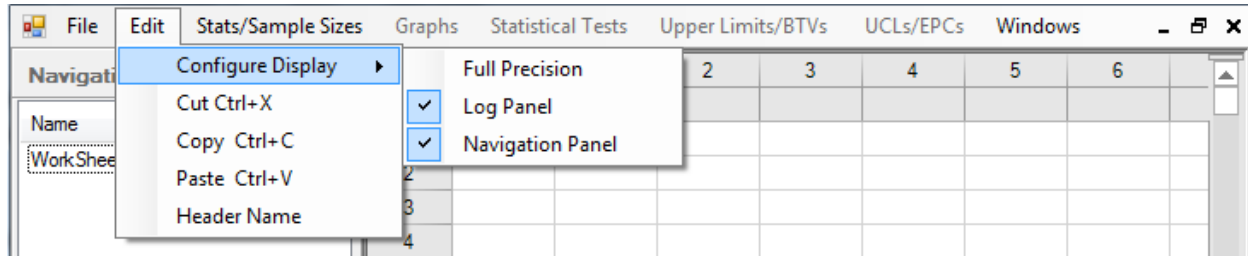 File Edit Stats/Sample Sizes Graphs Statistical Tests Upper Limits/BTVs UCLs/EPCs Windows
Navigati
Name
WorkShee
Configure Display
Cut Ctrl+X
Copy Ctrl+C
Paste Ctrl+V
Header Name
Full Precision
Log Panel
Navigation Panel
2 3 4 5 6
2
3
4